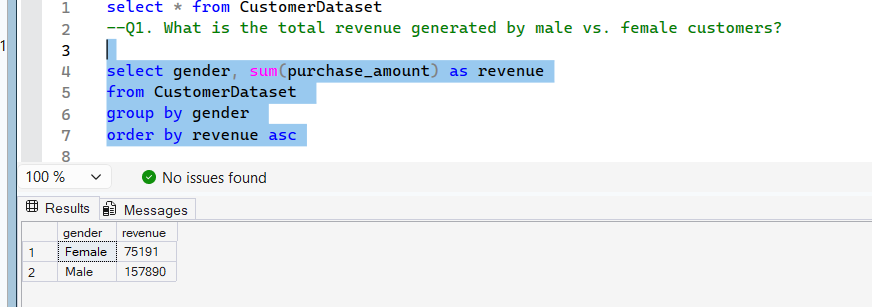 1 select * from CustomerDataset
2 --Q1. What is the total revenue generated by male vs. female customers?
3
4 select gender, sum(purchase_amount) as revenue
5 from CustomerDataset
6 group by gender
7 order by revenue asc
8
1
100 % No issues found
Results Messages
gender revenue
1 Female 75191
2 Male 157890